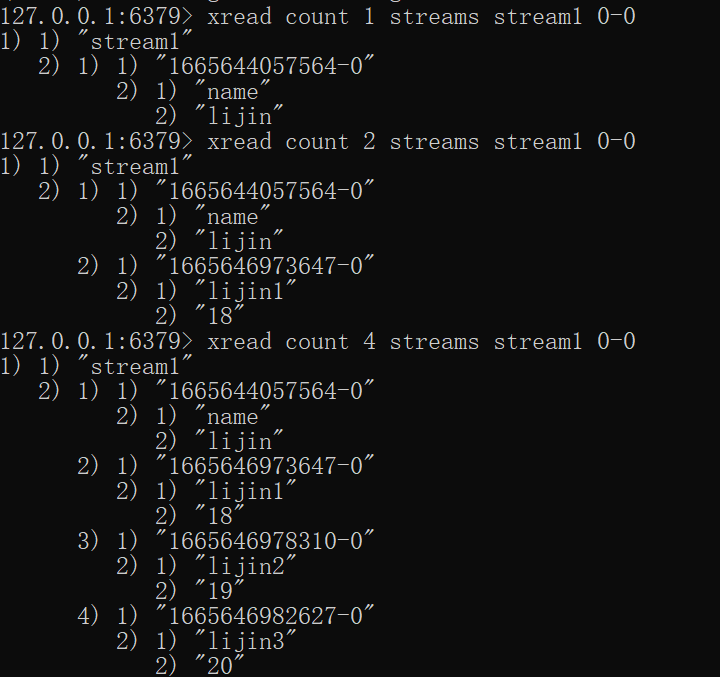 127.0.0.1:6379> xread count 1 streams stream1 0-0
1) 1) "stream1"
   2) 1) 1) "1665644057564-0"
         2) 1) "name"
            2) "lijin"
127.0.0.1:6379> xread count 2 streams stream1 0-0
1) 1) "stream1"
   2) 1) 1) "1665644057564-0"
         2) 1) "name"
            2) "lijin"
      2) 1) "1665646973647-0"
         2) 1) "lijin1"
            2) "18"
127.0.0.1:6379> xread count 4 streams stream1 0-0
1) 1) "stream1"
   2) 1) 1) "1665644057564-0"
         2) 1) "name"
            2) "lijin"
      2) 1) "1665646973647-0"
         2) 1) "lijin1"
            2) "18"
      3) 1) "1665646978310-0"
         2) 1) "lijin2"
            2) "19"
      4) 1) "1665646982627-0"
         2) 1) "lijin3"
            2) "20"